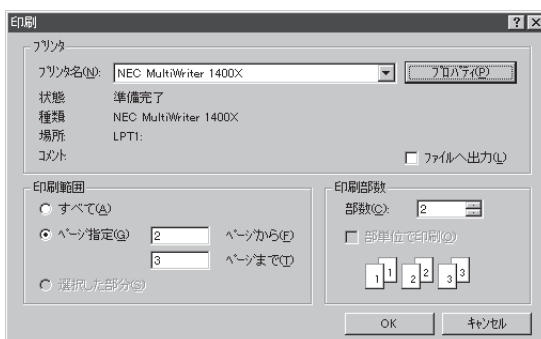 印刷
プリンタ
プリンタ名(N): NEC MultiWriter 1400X プロパティ(P)
状態: 準備完了
種類: NEC MultiWriter 1400X
場所: LPT1:
コメント: ファイルへ出力(L)
印刷範囲
すべて(A)
ページ指定(G) 2 ページから(F)
3 ページまで(T)
選択した部分(S)
印刷部数
部数(C): 2
部単位で印刷(O)
1 1 2 2 3 3
OK キャンセル